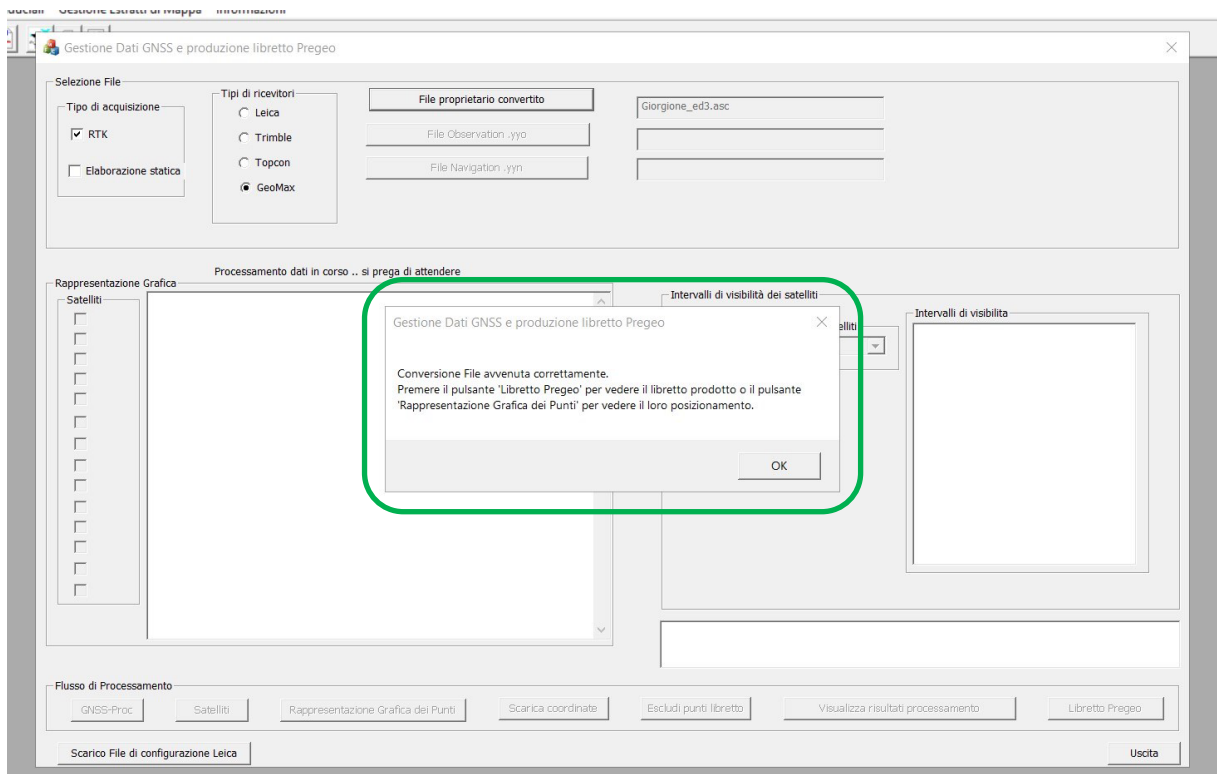 Gestione Estratti di Mappa Informazioni
Gestione Dati GNSS e produzione libretto Pregeo
Selezione File
Tipo di acquisizione
RTK
Elaborazione statica
Tipi di ricevitori
Leica
Trimble
Topcon
GeoMax
File proprietario convertito
Giorgione_ed3.asc
File Observation .yyo
File Navigation .yyn
Processamento dati in corso .. si prega di attendere
Rappresentazione Grafica
Satelliti
Intervalli di visibilità dei satelliti
Intervalli di visibilita
Gestione Dati GNSS e produzione libretto Pregeo
Conversione File avvenuta correttamente.
Premere il pulsante 'Libretto Pregeo' per vedere il libretto prodotto o il pulsante
'Rappresentazione Grafica dei Punti' per vedere il loro posizionamento.
OK
Flusso di Processamento
GNSS-Proc
Satelliti
Rappresentazione Grafica dei Punti
Scarica coordinate
Escludi punti libretto
Visualizza risultati processamento
Libretto Pregeo
Scarico File di configurazione Leica
Uscita